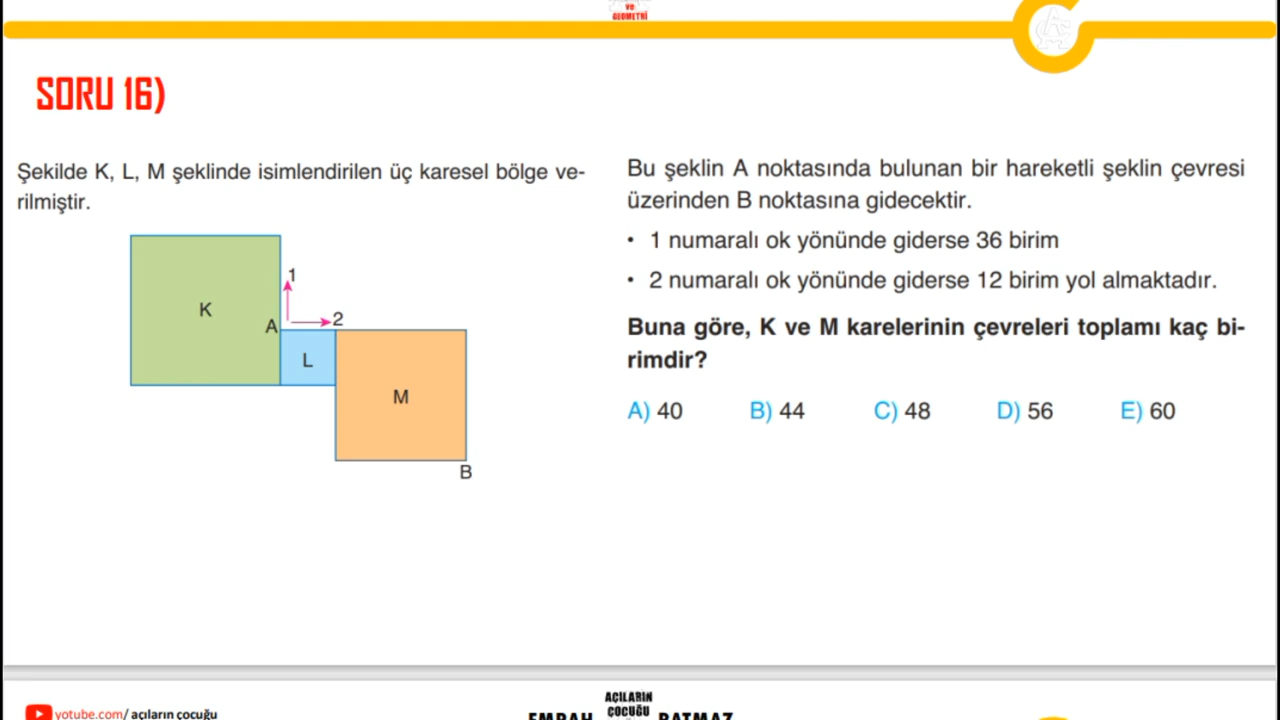 ve
GEOMETRİ
SORU 16)
Şekilde K, L, M şeklinde isimlendirilen üç karesel bölge ve-
rilmiştir.
K
A
1
2
L
M
B
Bu şeklin A noktasında bulunan bir hareketli şeklin çevresi
üzerinden B noktasına gidecektir.
• 1 numaralı ok yönünde giderse 36 birim
• 2 numaralı ok yönünde giderse 12 birim yol almaktadır.
Buna göre, K ve M karelerinin çevreleri toplamı kaç bi-
rimdir?
A) 40 B) 44 C) 48 D) 56 E) 60
yotube.com/ açıların çocuğu
AÇILARIN
ÇOCUĞU
EMRAH BATMAZ